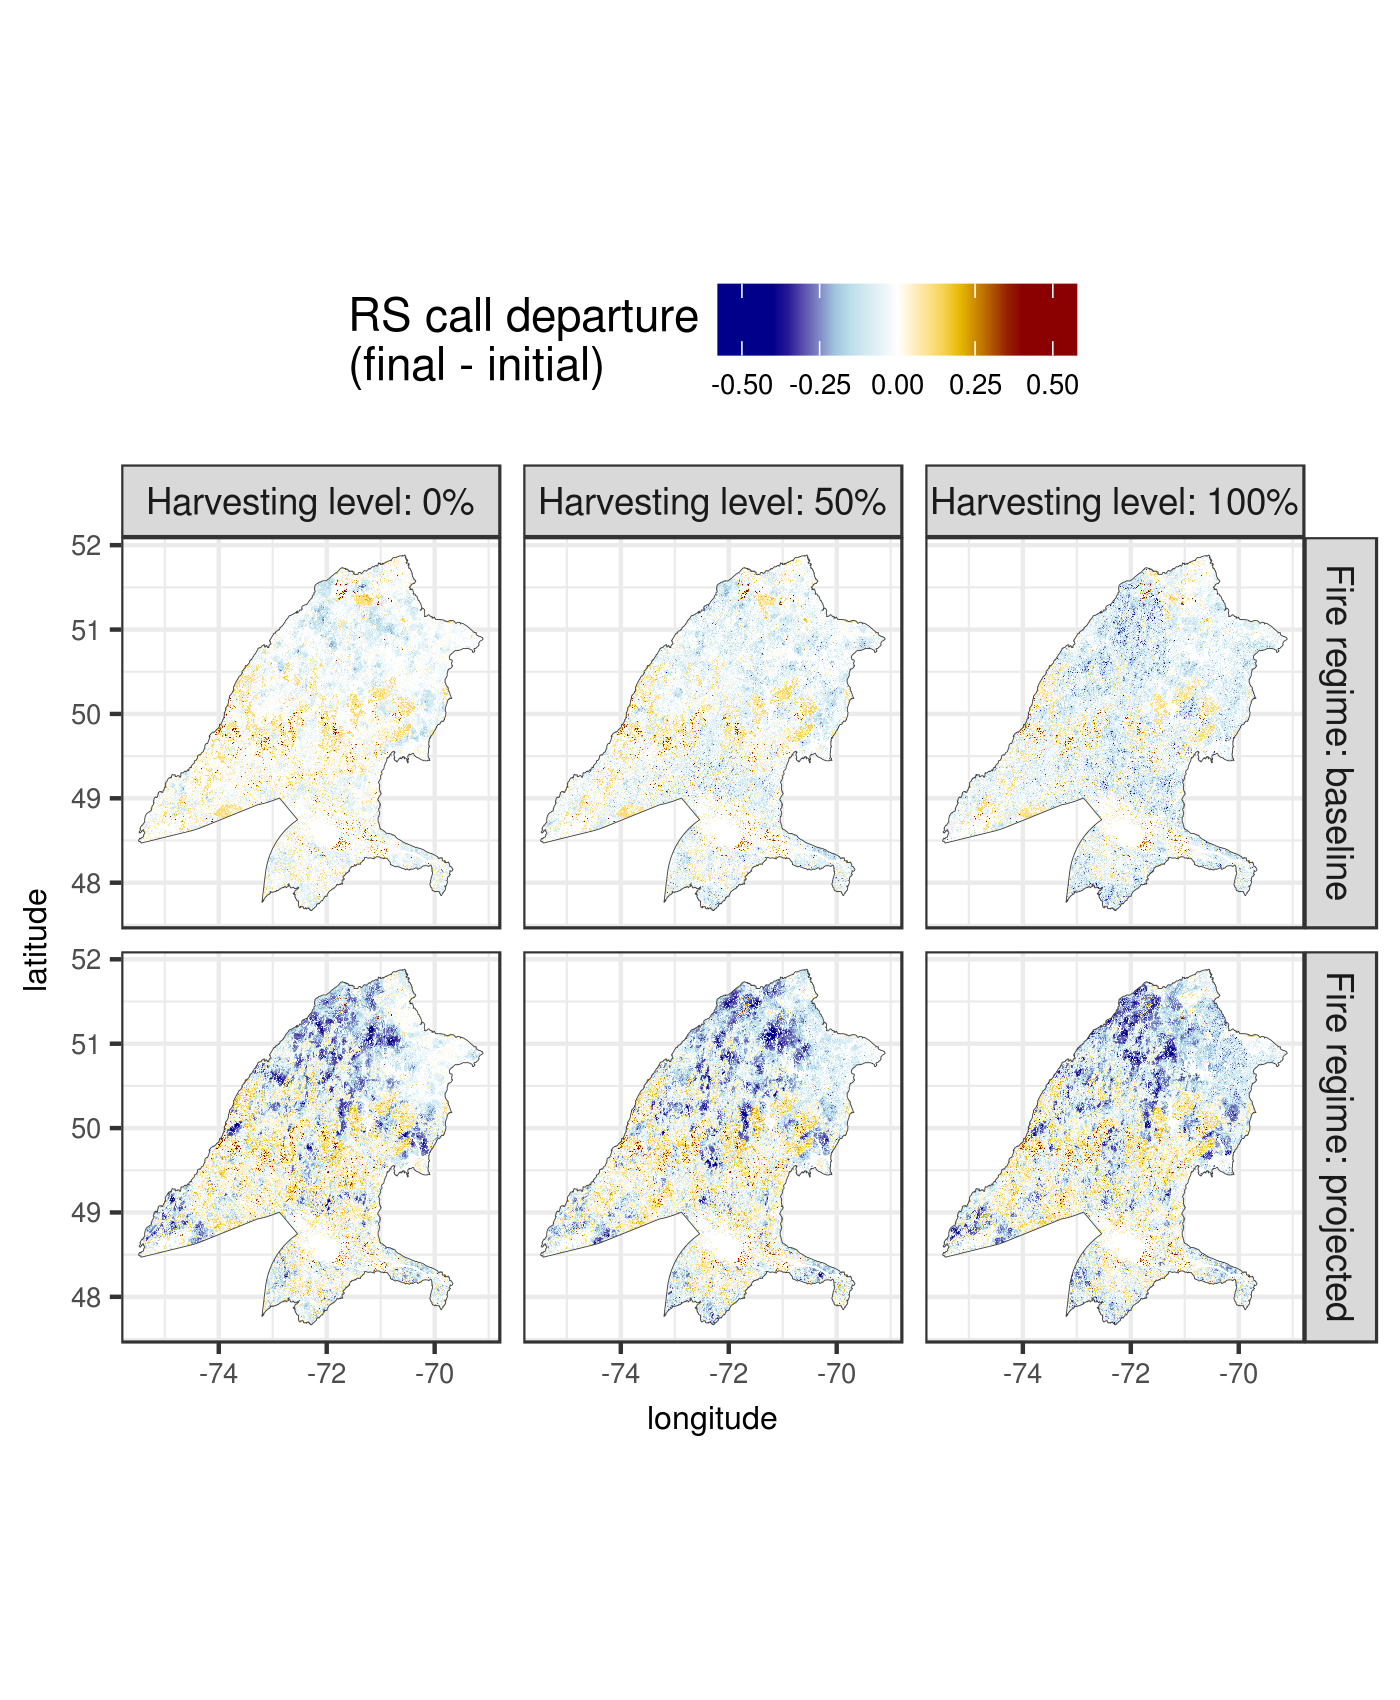 RS call departure
(final - initial)
-0.50 -0.25 0.00 0.25 0.50
Harvesting level: 0%
Harvesting level: 50%
Harvesting level: 100%
Fire regime: baseline
Fire regime: projected
latitude
52
51
50
49
48
52
51
50
49
48
-74 -72 -70
-74 -72 -70
-74 -72 -70
longitude